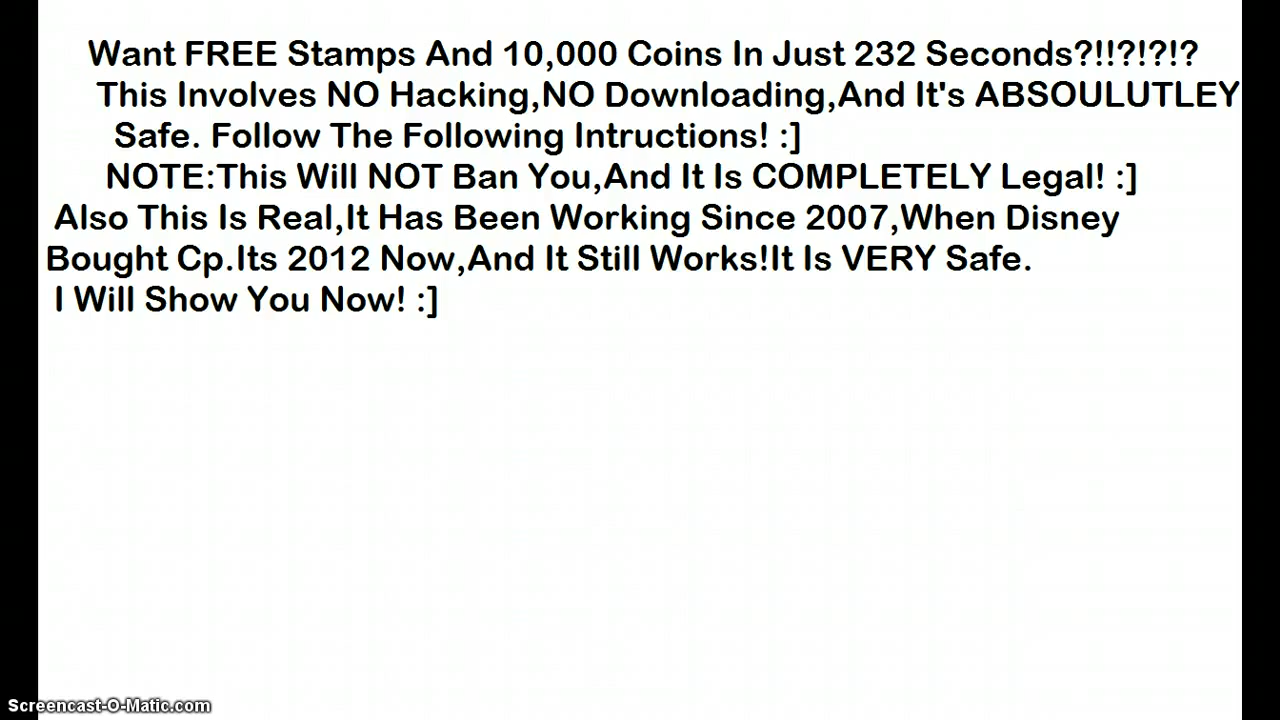 Want FREE Stamps And 10,000 Coins In Just 232 Seconds?!!?!?!?
This Involves NO Hacking,NO Downloading,And It's ABSOULUTLEY
Safe. Follow The Following Intructions! :]
NOTE:This Will NOT Ban You,And It Is COMPLETELY Legal! :]
Also This Is Real,It Has Been Working Since 2007,When Disney
Bought Cp.Its 2012 Now,And It Still Works!It Is VERY Safe.
I Will Show You Now! :]
Screencast-O-Matic.com